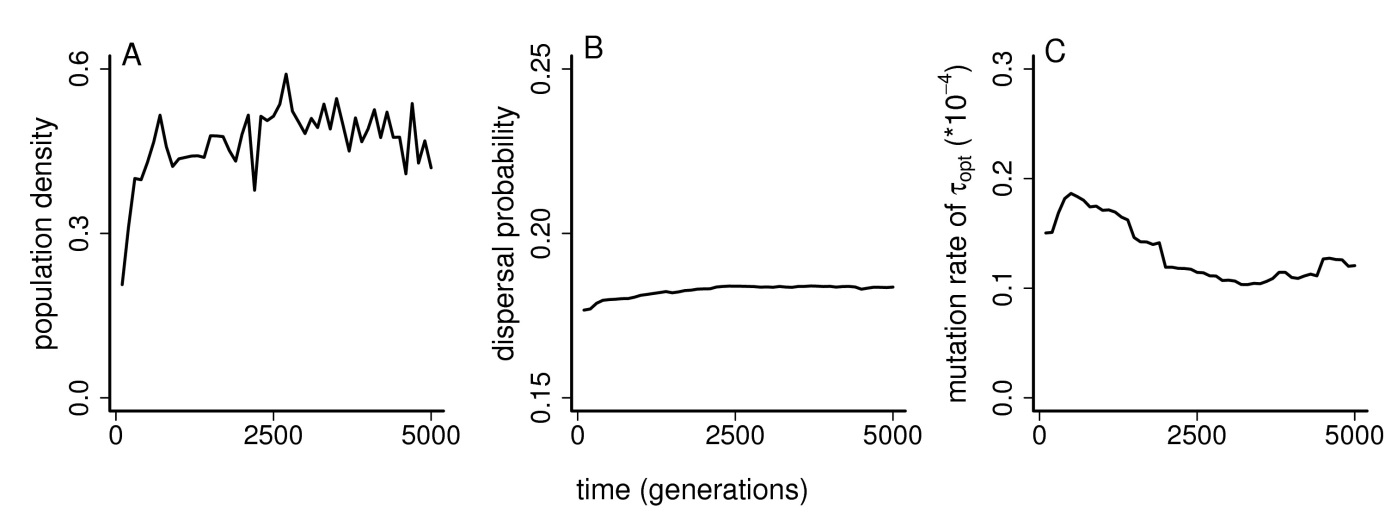 A
population density
0.0
0.3
0.6
0
2500
5000
B
dispersal probability
0.15
0.20
0.25
0
2500
5000
C
mutation rate of τopt (*10−4)
0.0
0.1
0.2
0.3
0
2500
5000
time (generations)